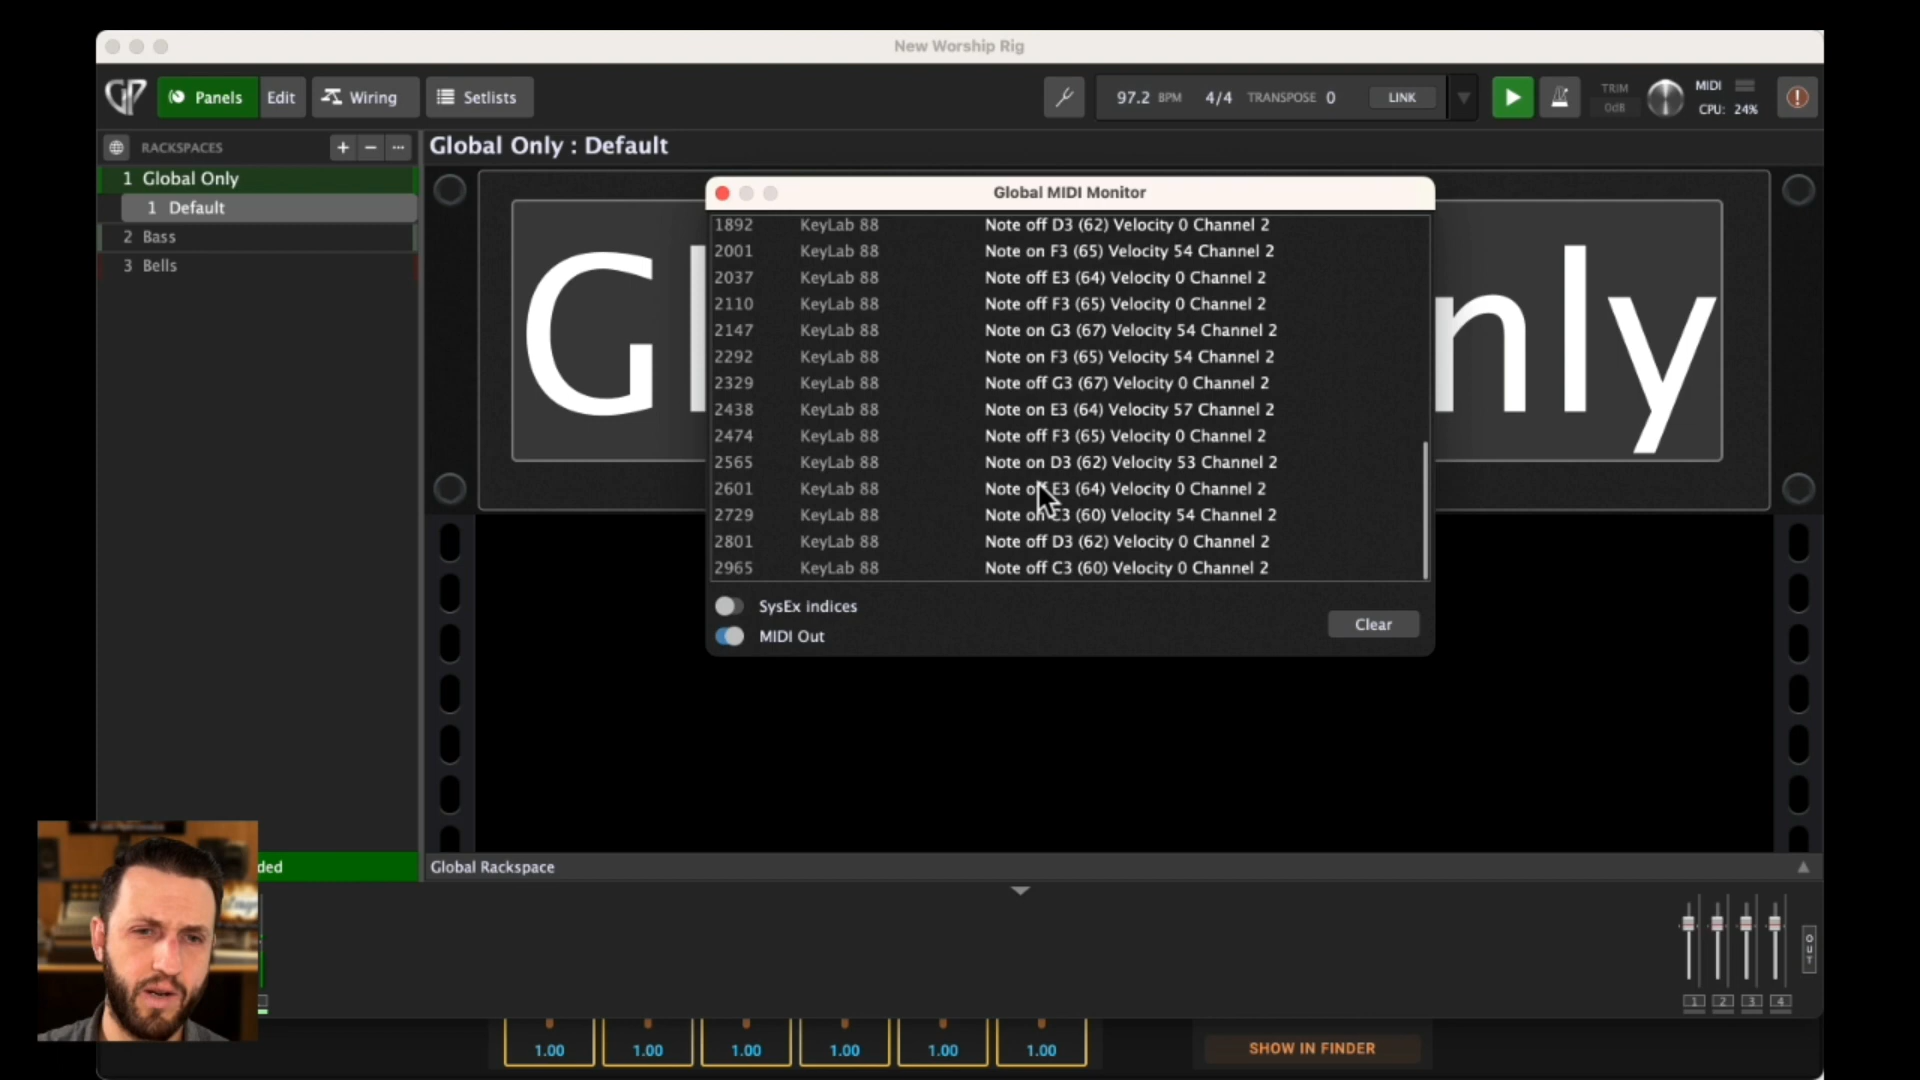 New Worship Rig
GP Panels Edit Wiring Setlists 97.2 BPM 4/4 TRANSPOSE 0 LINK TRIM 0dB MIDI CPU: 24%
RACKSPACES + − ···
1 Global Only
1 Default
2 Bass
3 Bells
Global Only : Default
Gl nly
Global MIDI Monitor
1892 KeyLab 88 Note off D3 (62) Velocity 0 Channel 2
2001 KeyLab 88 Note on F3 (65) Velocity 54 Channel 2
2037 KeyLab 88 Note off E3 (64) Velocity 0 Channel 2
2110 KeyLab 88 Note off F3 (65) Velocity 0 Channel 2
2147 KeyLab 88 Note on G3 (67) Velocity 54 Channel 2
2292 KeyLab 88 Note on F3 (65) Velocity 54 Channel 2
2329 KeyLab 88 Note off G3 (67) Velocity 0 Channel 2
2438 KeyLab 88 Note on E3 (64) Velocity 57 Channel 2
2474 KeyLab 88 Note off F3 (65) Velocity 0 Channel 2
2565 KeyLab 88 Note on D3 (62) Velocity 53 Channel 2
2601 KeyLab 88 Note off E3 (64) Velocity 0 Channel 2
2729 KeyLab 88 Note on C3 (60) Velocity 54 Channel 2
2801 KeyLab 88 Note off D3 (62) Velocity 0 Channel 2
2965 KeyLab 88 Note off C3 (60) Velocity 0 Channel 2
SysEx indices
MIDI Out
Clear
ded
Global Rackspace
OUT
1 2 3 4
1.00 1.00 1.00 1.00 1.00 1.00
SHOW IN FINDER